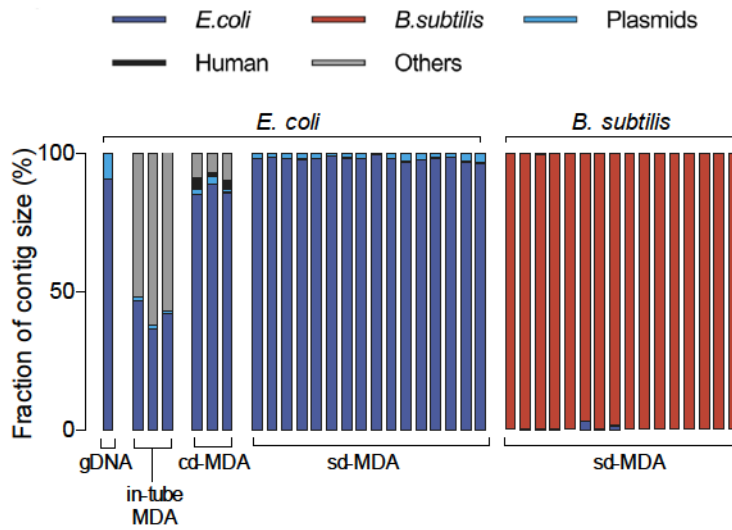 E.coli B.subtilis Plasmids
Human Others
E. coli B. subtilis
Fraction of contig size (%)
100
50
0
gDNA cd-MDA sd-MDA sd-MDA
in-tube
MDA